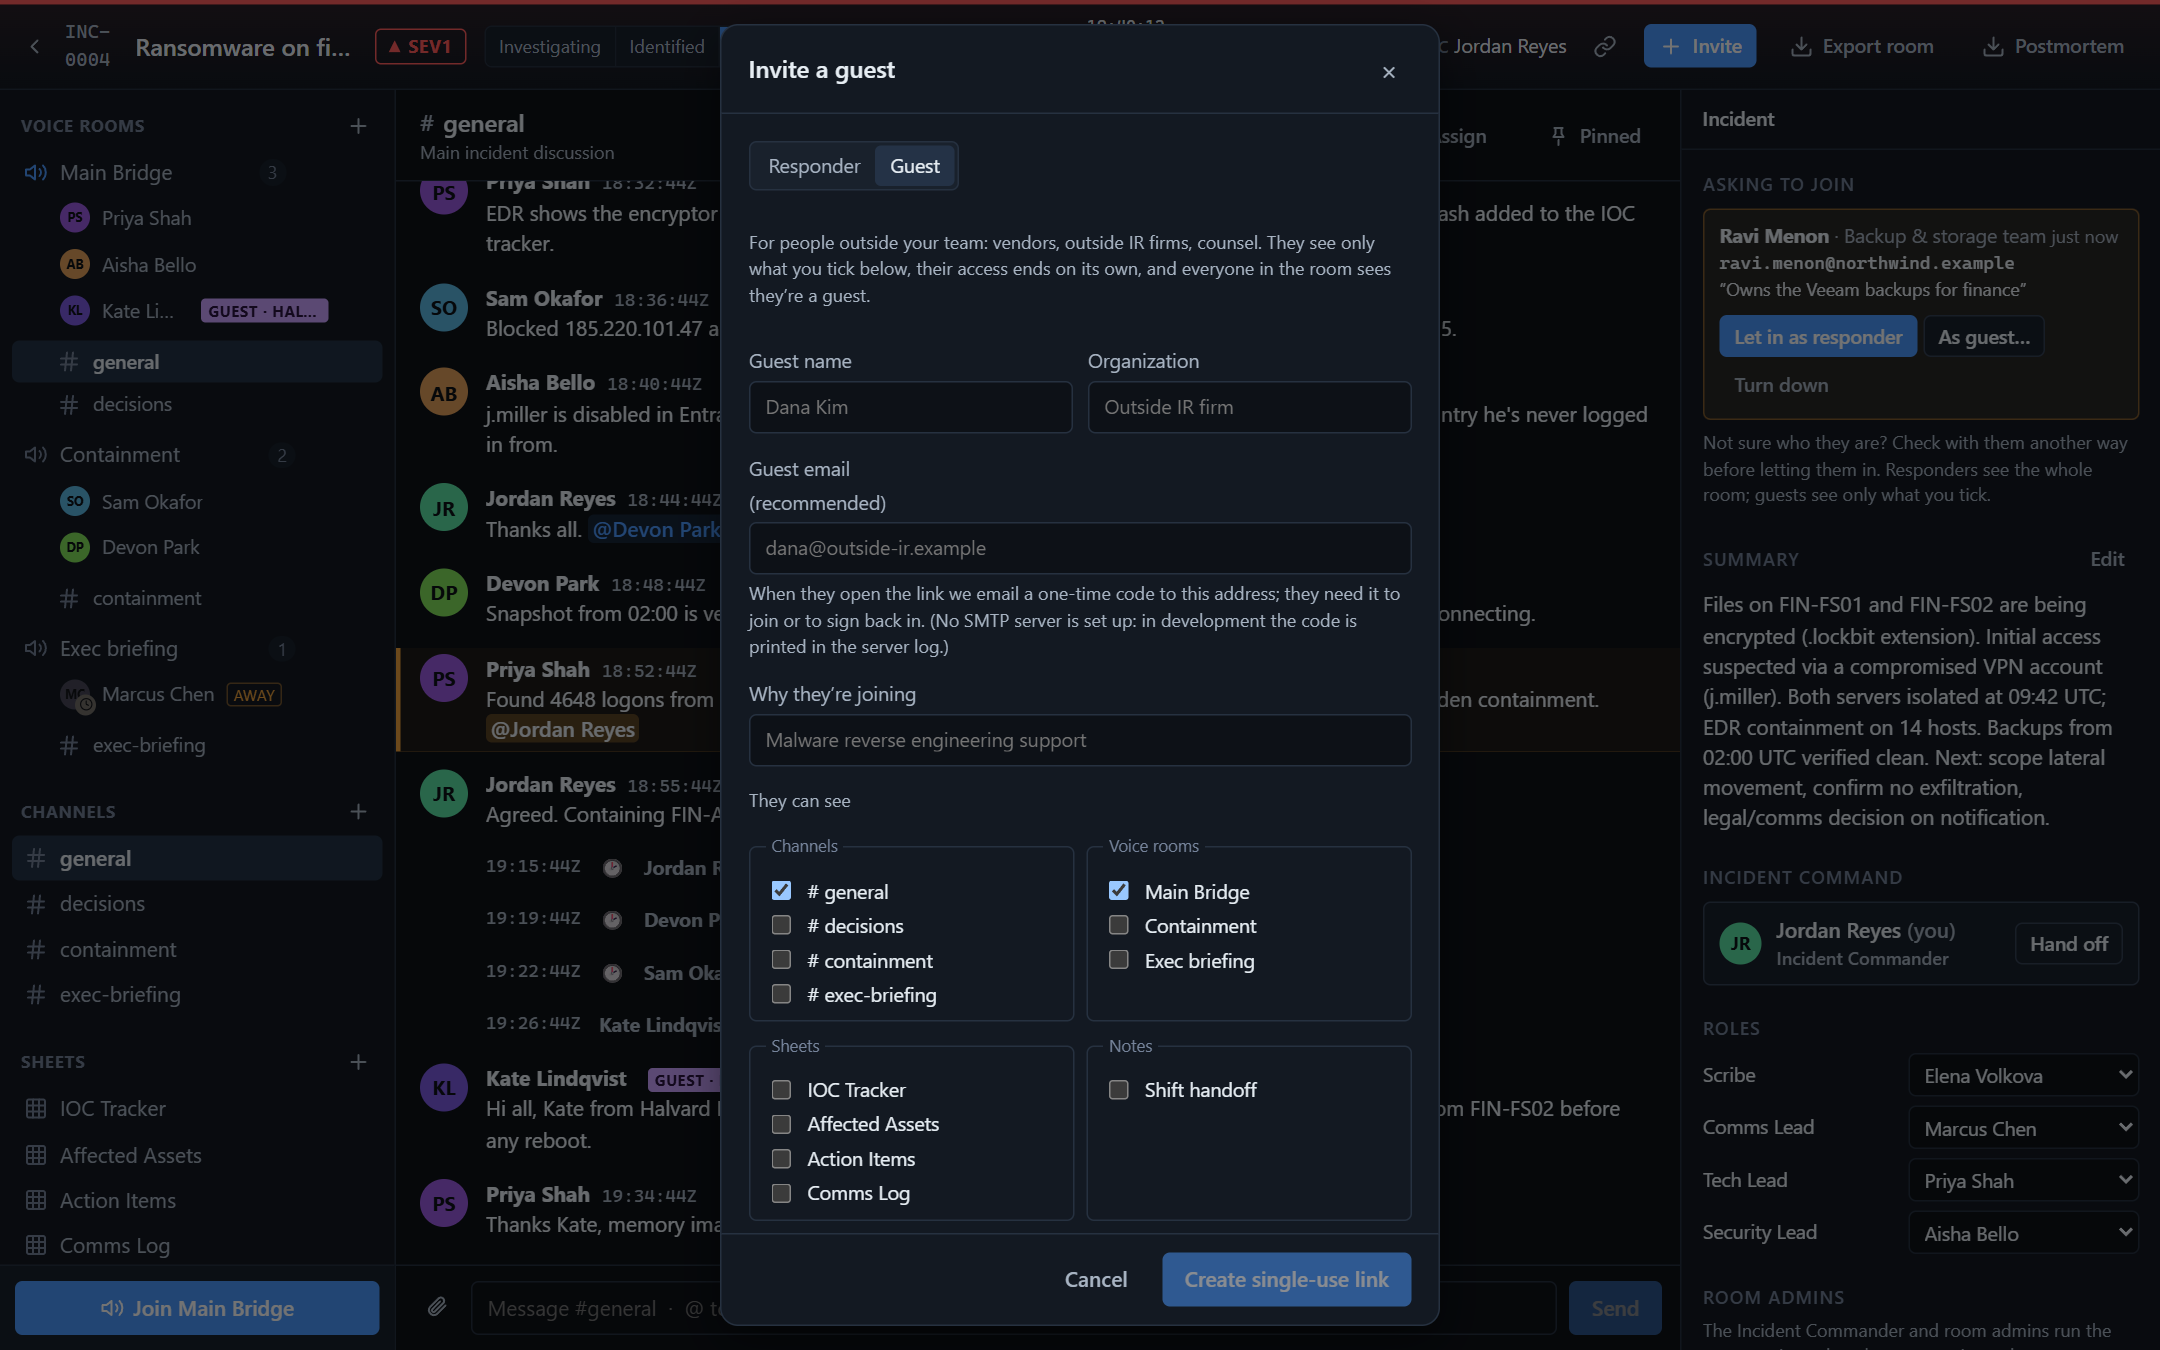 INC-
0004
Ransomware on fi...
SEV1
Investigating
Identified
Jordan Reyes
Invite
Export room
Postmortem
VOICE ROOMS
Main Bridge
3
PS
Priya Shah
AB
Aisha Bello
KL
Kate Li...
GUEST · HAL...
# general
# decisions
Containment
2
SO
Sam Okafor
DP
Devon Park
# containment
Exec briefing
1
MC
Marcus Chen
AWAY
# exec-briefing
CHANNELS
# general
# decisions
# containment
# exec-briefing
SHEETS
IOC Tracker
Affected Assets
Action Items
Comms Log
Join Main Bridge
# general
Main incident discussion
ssign
Pinned
PS
Priya Shah 18:32:44Z
EDR shows the encryptor
ash added to the IOC
tracker.
SO
Sam Okafor 18:36:44Z
Blocked 185.220.101.47 a
5.
AB
Aisha Bello 18:40:44Z
j.miller is disabled in Entra
ntry he's never logged
in from.
JR
Jordan Reyes 18:44:44Z
Thanks all. @Devon Park
DP
Devon Park 18:48:44Z
Snapshot from 02:00 is ve
onnecting.
PS
Priya Shah 18:52:44Z
Found 4648 logons from
den containment.
@Jordan Reyes
JR
Jordan Reyes 18:55:44Z
Agreed. Containing FIN-A
19:15:44Z Jordan R
19:19:44Z Devon P
19:22:44Z Sam Oka
19:26:44Z Kate Lindqvis
KL
Kate Lindqvist GUEST ·
Hi all, Kate from Halvard
om FIN-FS02 before
any reboot.
PS
Priya Shah 19:34:44Z
Thanks Kate, memory ima
Message #general · @ t
Send
Invite a guest
×
Responder
Guest
For people outside your team: vendors, outside IR firms, counsel. They see only
what you tick below, their access ends on its own, and everyone in the room sees
they’re a guest.
Guest name
Organization
Dana Kim
Outside IR firm
Guest email
(recommended)
dana@outside-ir.example
When they open the link we email a one-time code to this address; they need it to
join or to sign back in. (No SMTP server is set up: in development the code is
printed in the server log.)
Why they’re joining
Malware reverse engineering support
They can see
Channels
# general
# decisions
# containment
# exec-briefing
Voice rooms
Main Bridge
Containment
Exec briefing
Sheets
IOC Tracker
Affected Assets
Action Items
Comms Log
Notes
Shift handoff
Cancel
Create single-use link
Incident
ASKING TO JOIN
Ravi Menon · Backup & storage team just now
ravi.menon@northwind.example
“Owns the Veeam backups for finance”
Let in as responder
As guest...
Turn down
Not sure who they are? Check with them another way
before letting them in. Responders see the whole
room; guests see only what you tick.
SUMMARY
Edit
Files on FIN-FS01 and FIN-FS02 are being
encrypted (.lockbit extension). Initial access
suspected via a compromised VPN account
(j.miller). Both servers isolated at 09:42 UTC;
EDR containment on 14 hosts. Backups from
02:00 UTC verified clean. Next: scope lateral
movement, confirm no exfiltration,
legal/comms decision on notification.
INCIDENT COMMAND
JR
Jordan Reyes (you)
Incident Commander
Hand off
ROLES
Scribe
Elena Volkova
Comms Lead
Marcus Chen
Tech Lead
Priya Shah
Security Lead
Aisha Bello
ROOM ADMINS
The Incident Commander and room admins run the